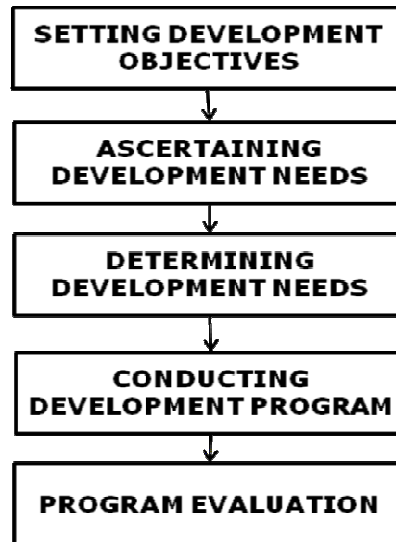 SETTING DEVELOPMENT
OBJECTIVES
ASCERTAINING
DEVELOPMENT NEEDS
DETERMINING
DEVELOPMENT NEEDS
CONDUCTING
DEVELOPMENT PROGRAM
PROGRAM EVALUATION